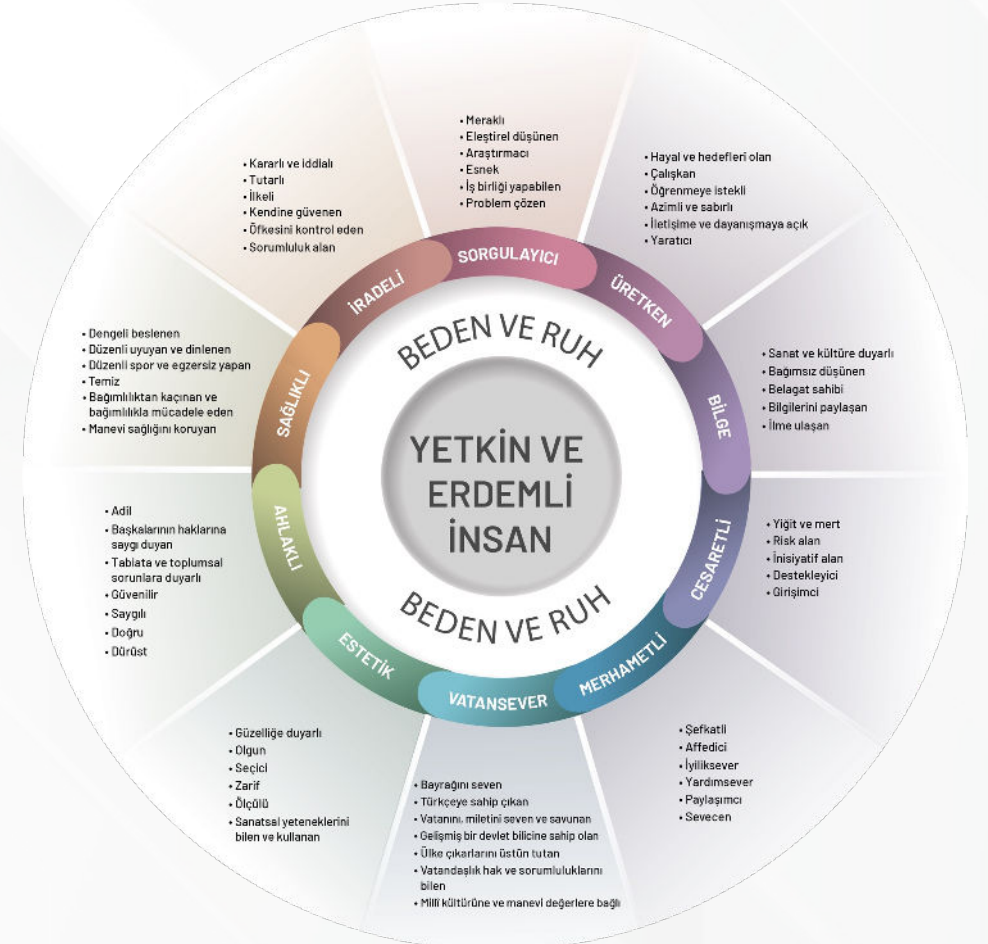 • Meraklı
• Eleştirel düşünen
• Araştırmacı
• Esnek
• İş birliği yapabilen
• Problem çözen
• Hayal ve hedefleri olan
• Çalışkan
• Öğrenmeye istekli
• Azimli ve sabırlı
• İletişime ve dayanışmaya açık
• Yaratıcı
• Kararlı ve iddialı
• Tutarlı
• İlkeli
• Kendine güvenen
• Öfkesini kontrol eden
• Sorumluluk alan
SORGULAYICI
ÜRETKEN
İRADELİ
BEDEN VE RUH
• Dengeli beslenen
• Düzenli uyuyan ve dinlenen
• Düzenli spor ve egzersiz yapan
• Temiz
• Bağımlılıktan kaçınan ve
bağımlılıkla mücadele eden
• Manevi sağlığını koruyan
SAĞLIKLI
BİLGE
• Sanat ve kültüre duyarlı
• Bağımsız düşünen
• Belagat sahibi
• Bilgilerini paylaşan
• İlme ulaşan
YETKİN VE
ERDEMLİ
İNSAN
• Adil
• Başkalarının haklarına
saygı duyan
• Tabiata ve toplumsal
sorunlara duyarlı
• Güvenilir
• Saygılı
• Doğru
• Dürüst
AHLAKLI
CESARETLİ
• Yiğit ve mert
• Risk alan
• İnisiyatif alan
• Destekleyici
• Girişimci
BEDEN VE RUH
ESTETİK
VATANSEVER
MERHAMETLİ
• Güzelliğe duyarlı
• Olgun
• Seçici
• Zarif
• Ölçülü
• Sanatsal yeteneklerini
bilen ve kullanan
• Bayrağını seven
• Türkçeye sahip çıkan
• Vatanını, miletini seven ve savunan
• Gelişmiş bir devlet bilicine sahip olan
• Ülke çıkarlarını üstün tutan
• Vatandaşlık hak ve sorumluluklarını
bilen
• Millî kültürüne ve manevi değerlere bağlı
• Şefkatli
• Affedici
• İyiliksever
• Yardımsever
• Paylaşımcı
• Sevecen